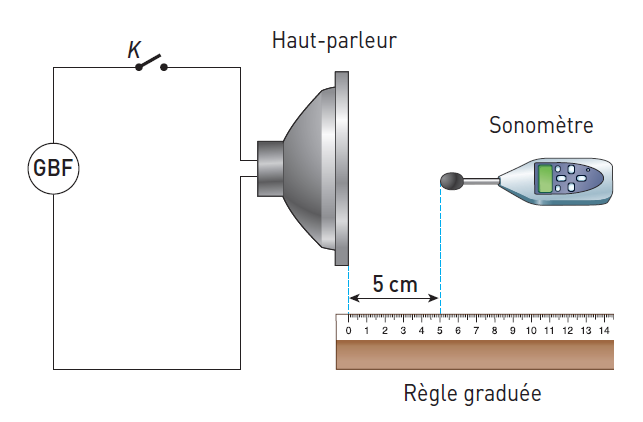 Haut-parleur
K
Sonomètre
GBF
5 cm
0 1 2 3 4 5 6 7 8 9 10 11 12 13 14
Règle graduée